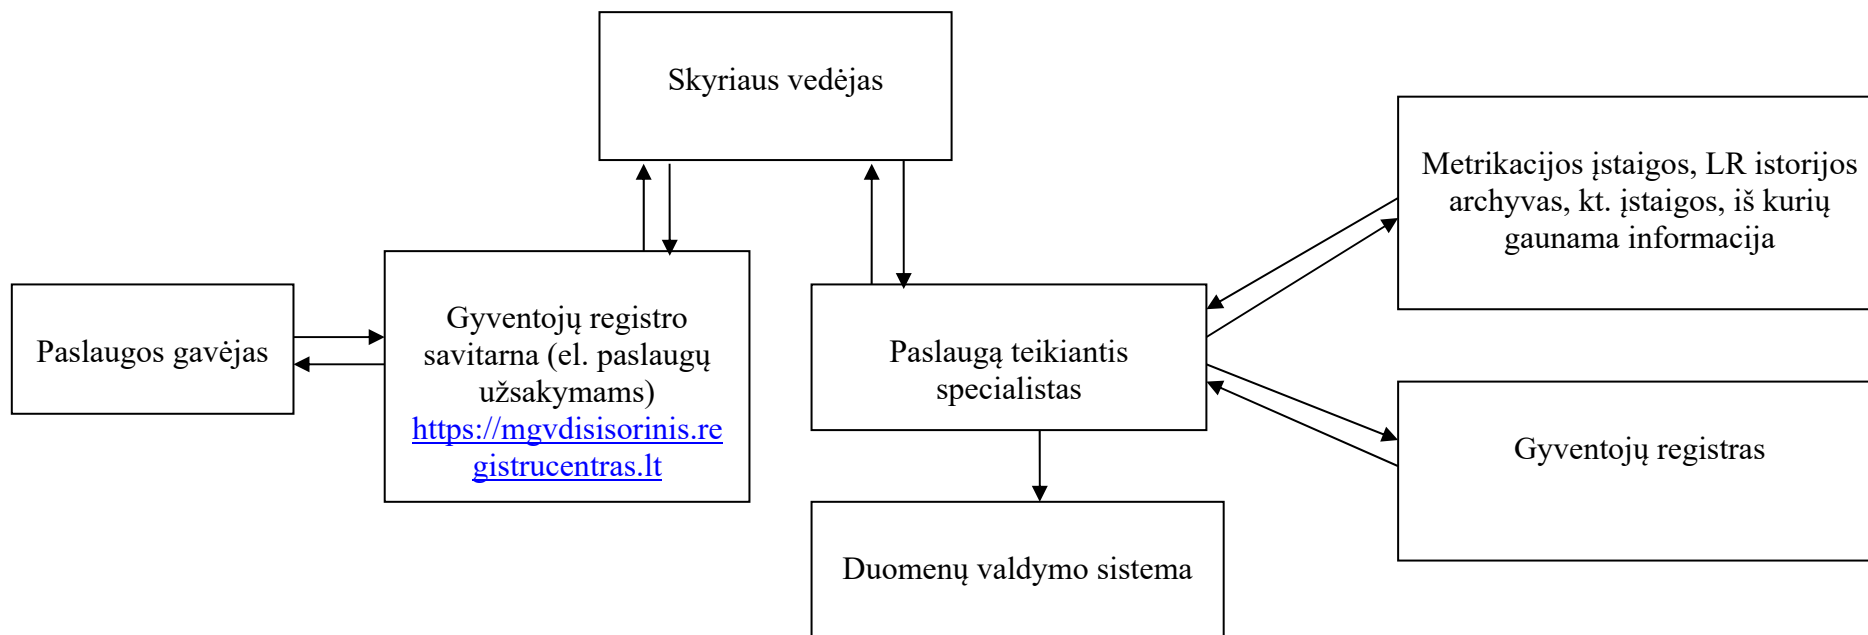 Skyriaus vedėjas
Metrikacijos įstaigos, LR istorijos
archyvas, kt. įstaigos, iš kurių
gaunama informacija
Paslaugos gavėjas
Gyventojų registro
savitarna (el. paslaugų
užsakymams)
https://mgvdisisorinis.re
gistrucentras.lt
Paslaugą teikiantis
specialistas
Gyventojų registras
Duomenų valdymo sistema